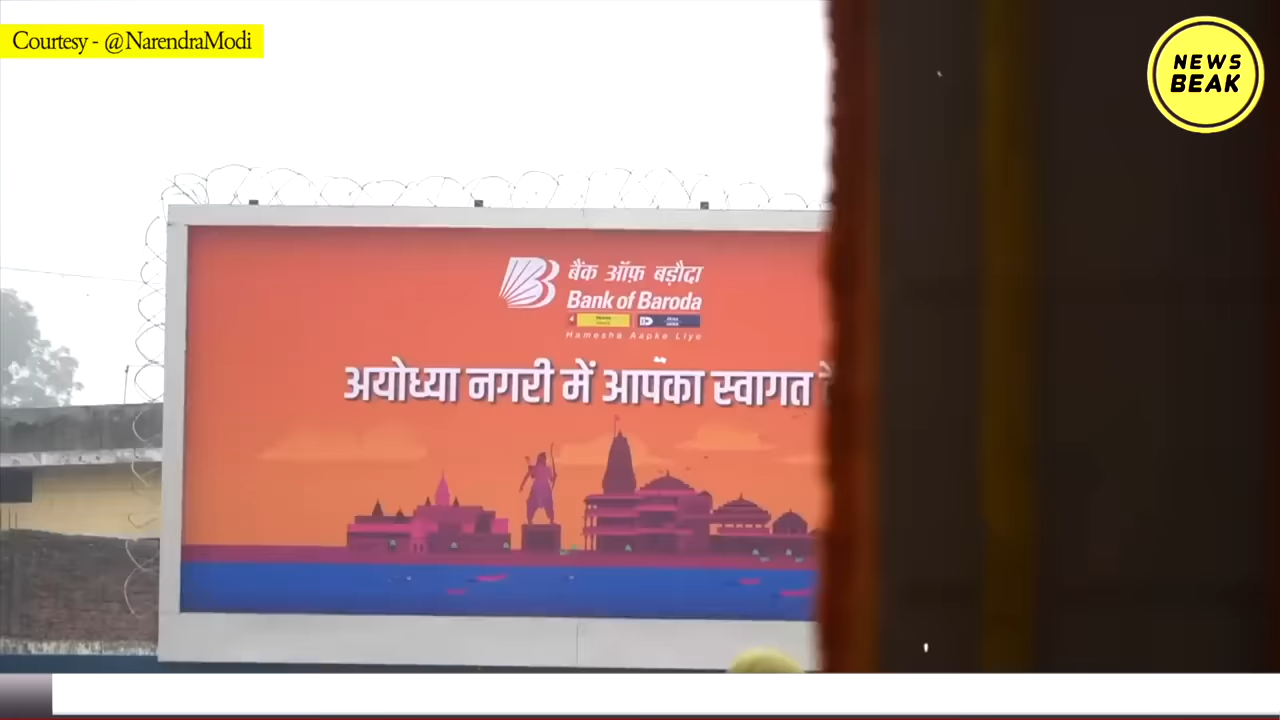 Courtesy - @NarendraModi
NEWS
BEAK
बैंक ऑफ़ बड़ौदा
Bank of Baroda
Hamesha Aapke Liye
अयोध्या नगरी में आपका स्वागत